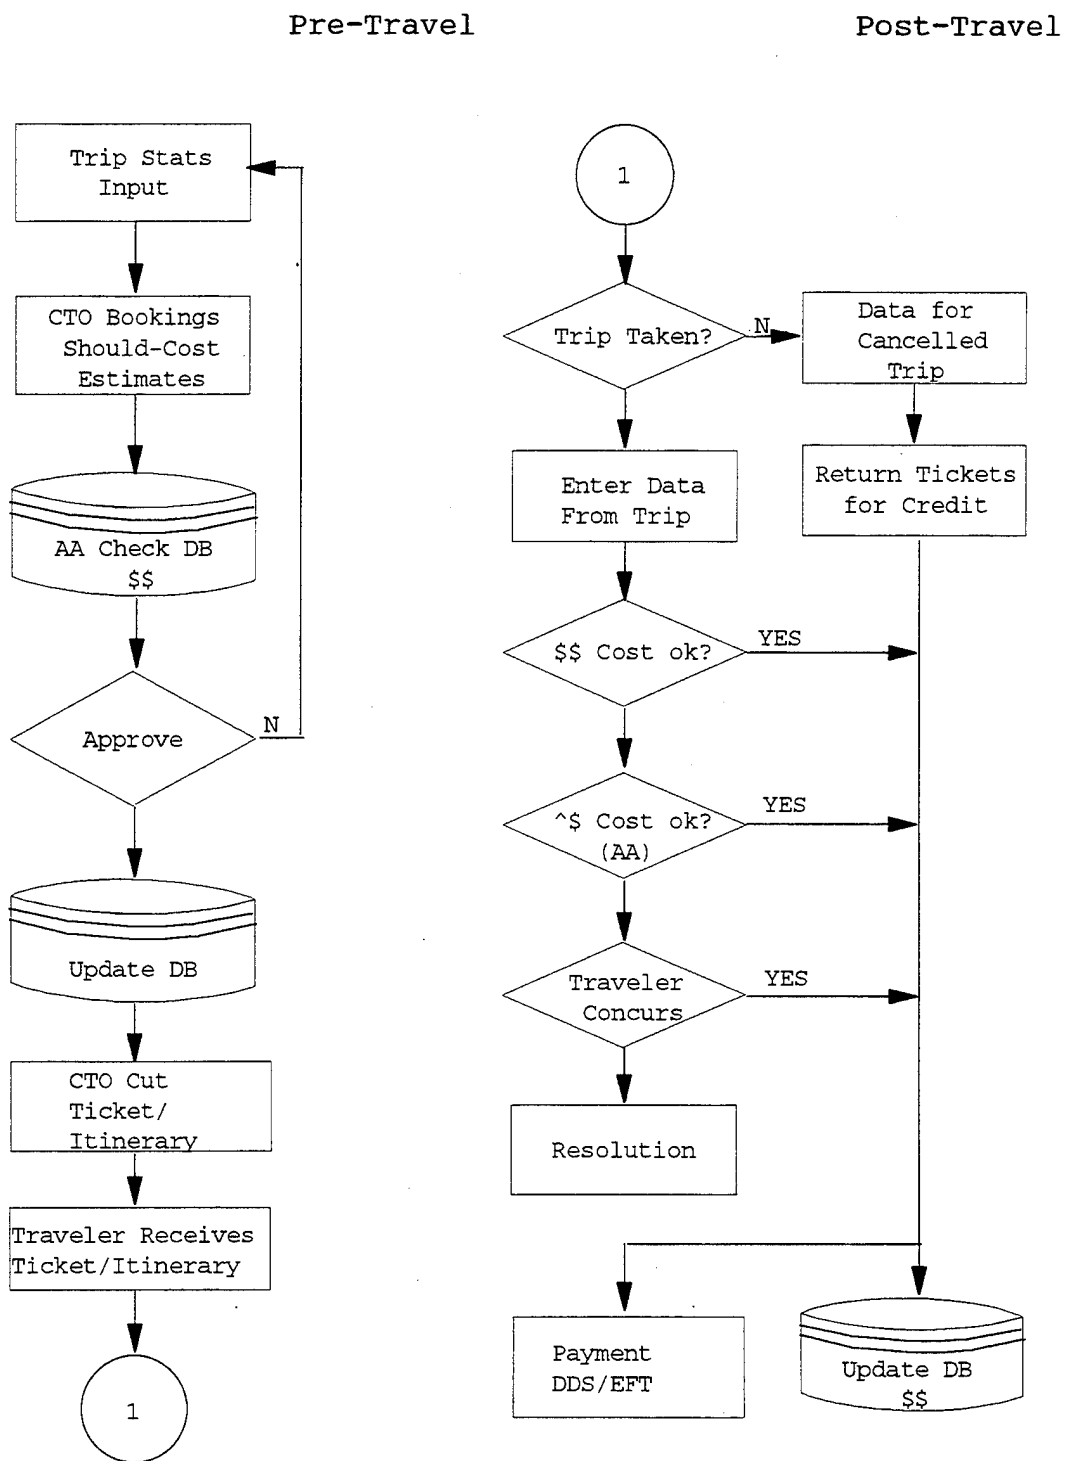 Pre-Travel
Post-Travel
Trip Stats
Input
CTO Bookings
Should-Cost
Estimates
AA Check DB
$$
Approve
N
Update DB
CTO Cut
Ticket/
Itinerary
Traveler Receives
Ticket/Itinerary
1
1
Trip Taken?
N
Data for
Cancelled
Trip
Return Tickets
for Credit
Enter Data
From Trip
$$ Cost ok?
YES
^$ Cost ok?
(AA)
YES
Traveler
Concurs
YES
Resolution
Payment
DDS/EFT
Update DB
$$